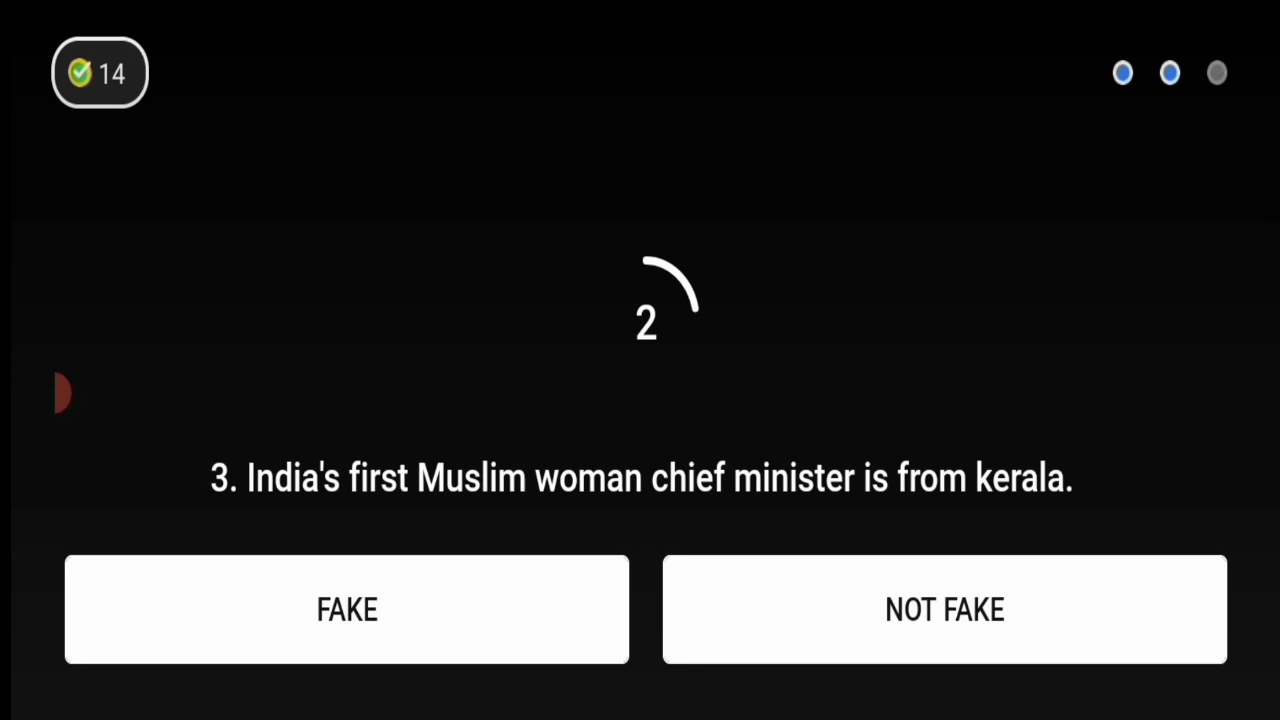 14
2
3. India's first Muslim woman chief minister is from kerala.
FAKE
NOT FAKE